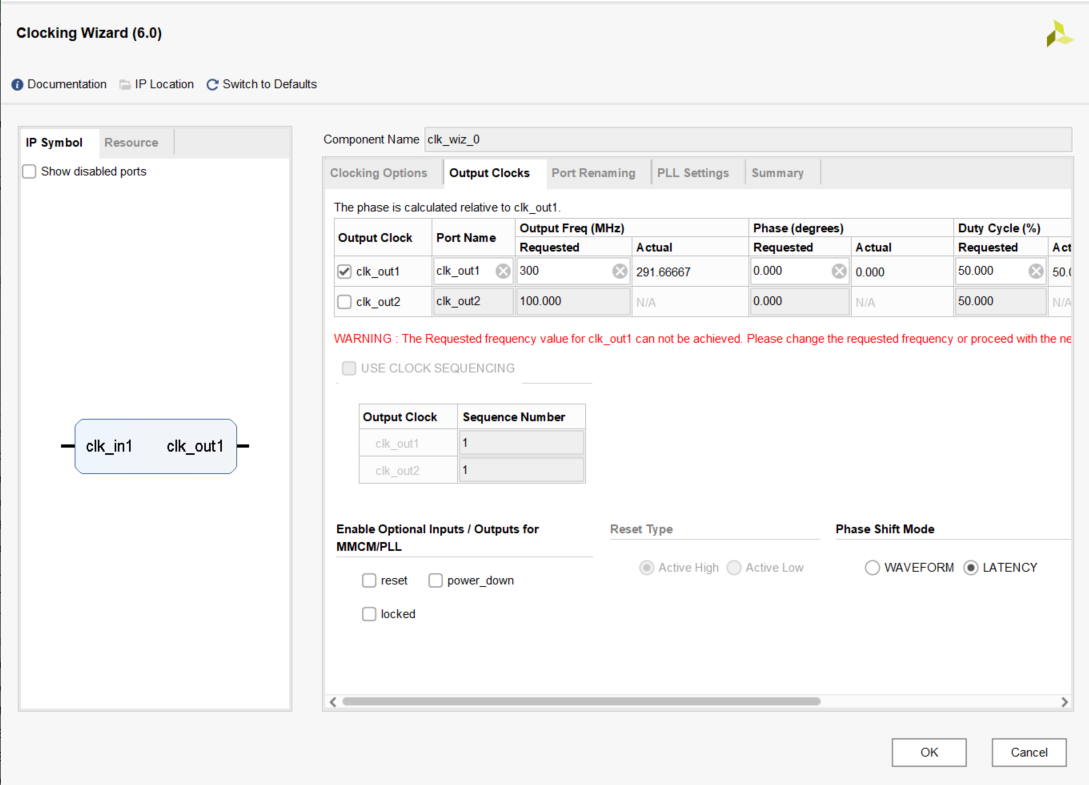 Clocking Wizard (6.0)
Documentation IP Location Switch to Defaults
IP Symbol Resource
Show disabled ports
clk_in1 clk_out1
Component Name clk_wiz_0
Clocking Options Output Clocks Port Renaming PLL Settings Summary
The phase is calculated relative to clk_out1.
Output Clock Port Name Output Freq (MHz) Phase (degrees) Duty Cycle (%)
Requested Actual Requested Actual Requested Act
clk_out1 clk_out1 300 291.66667 0.000 0.000 50.000 50.0
clk_out2 clk_out2 100.000 N/A 0.000 N/A 50.000 N/A
WARNING : The Requested frequency value for clk_out1 can not be achieved. Please change the requested frequency or proceed with the ne
USE CLOCK SEQUENCING
Output Clock Sequence Number
clk_out1 1
clk_out2 1
Enable Optional Inputs / Outputs for
MMCM/PLL
reset power_down
locked
Reset Type
Active High Active Low
Phase Shift Mode
WAVEFORM LATENCY
OK Cancel